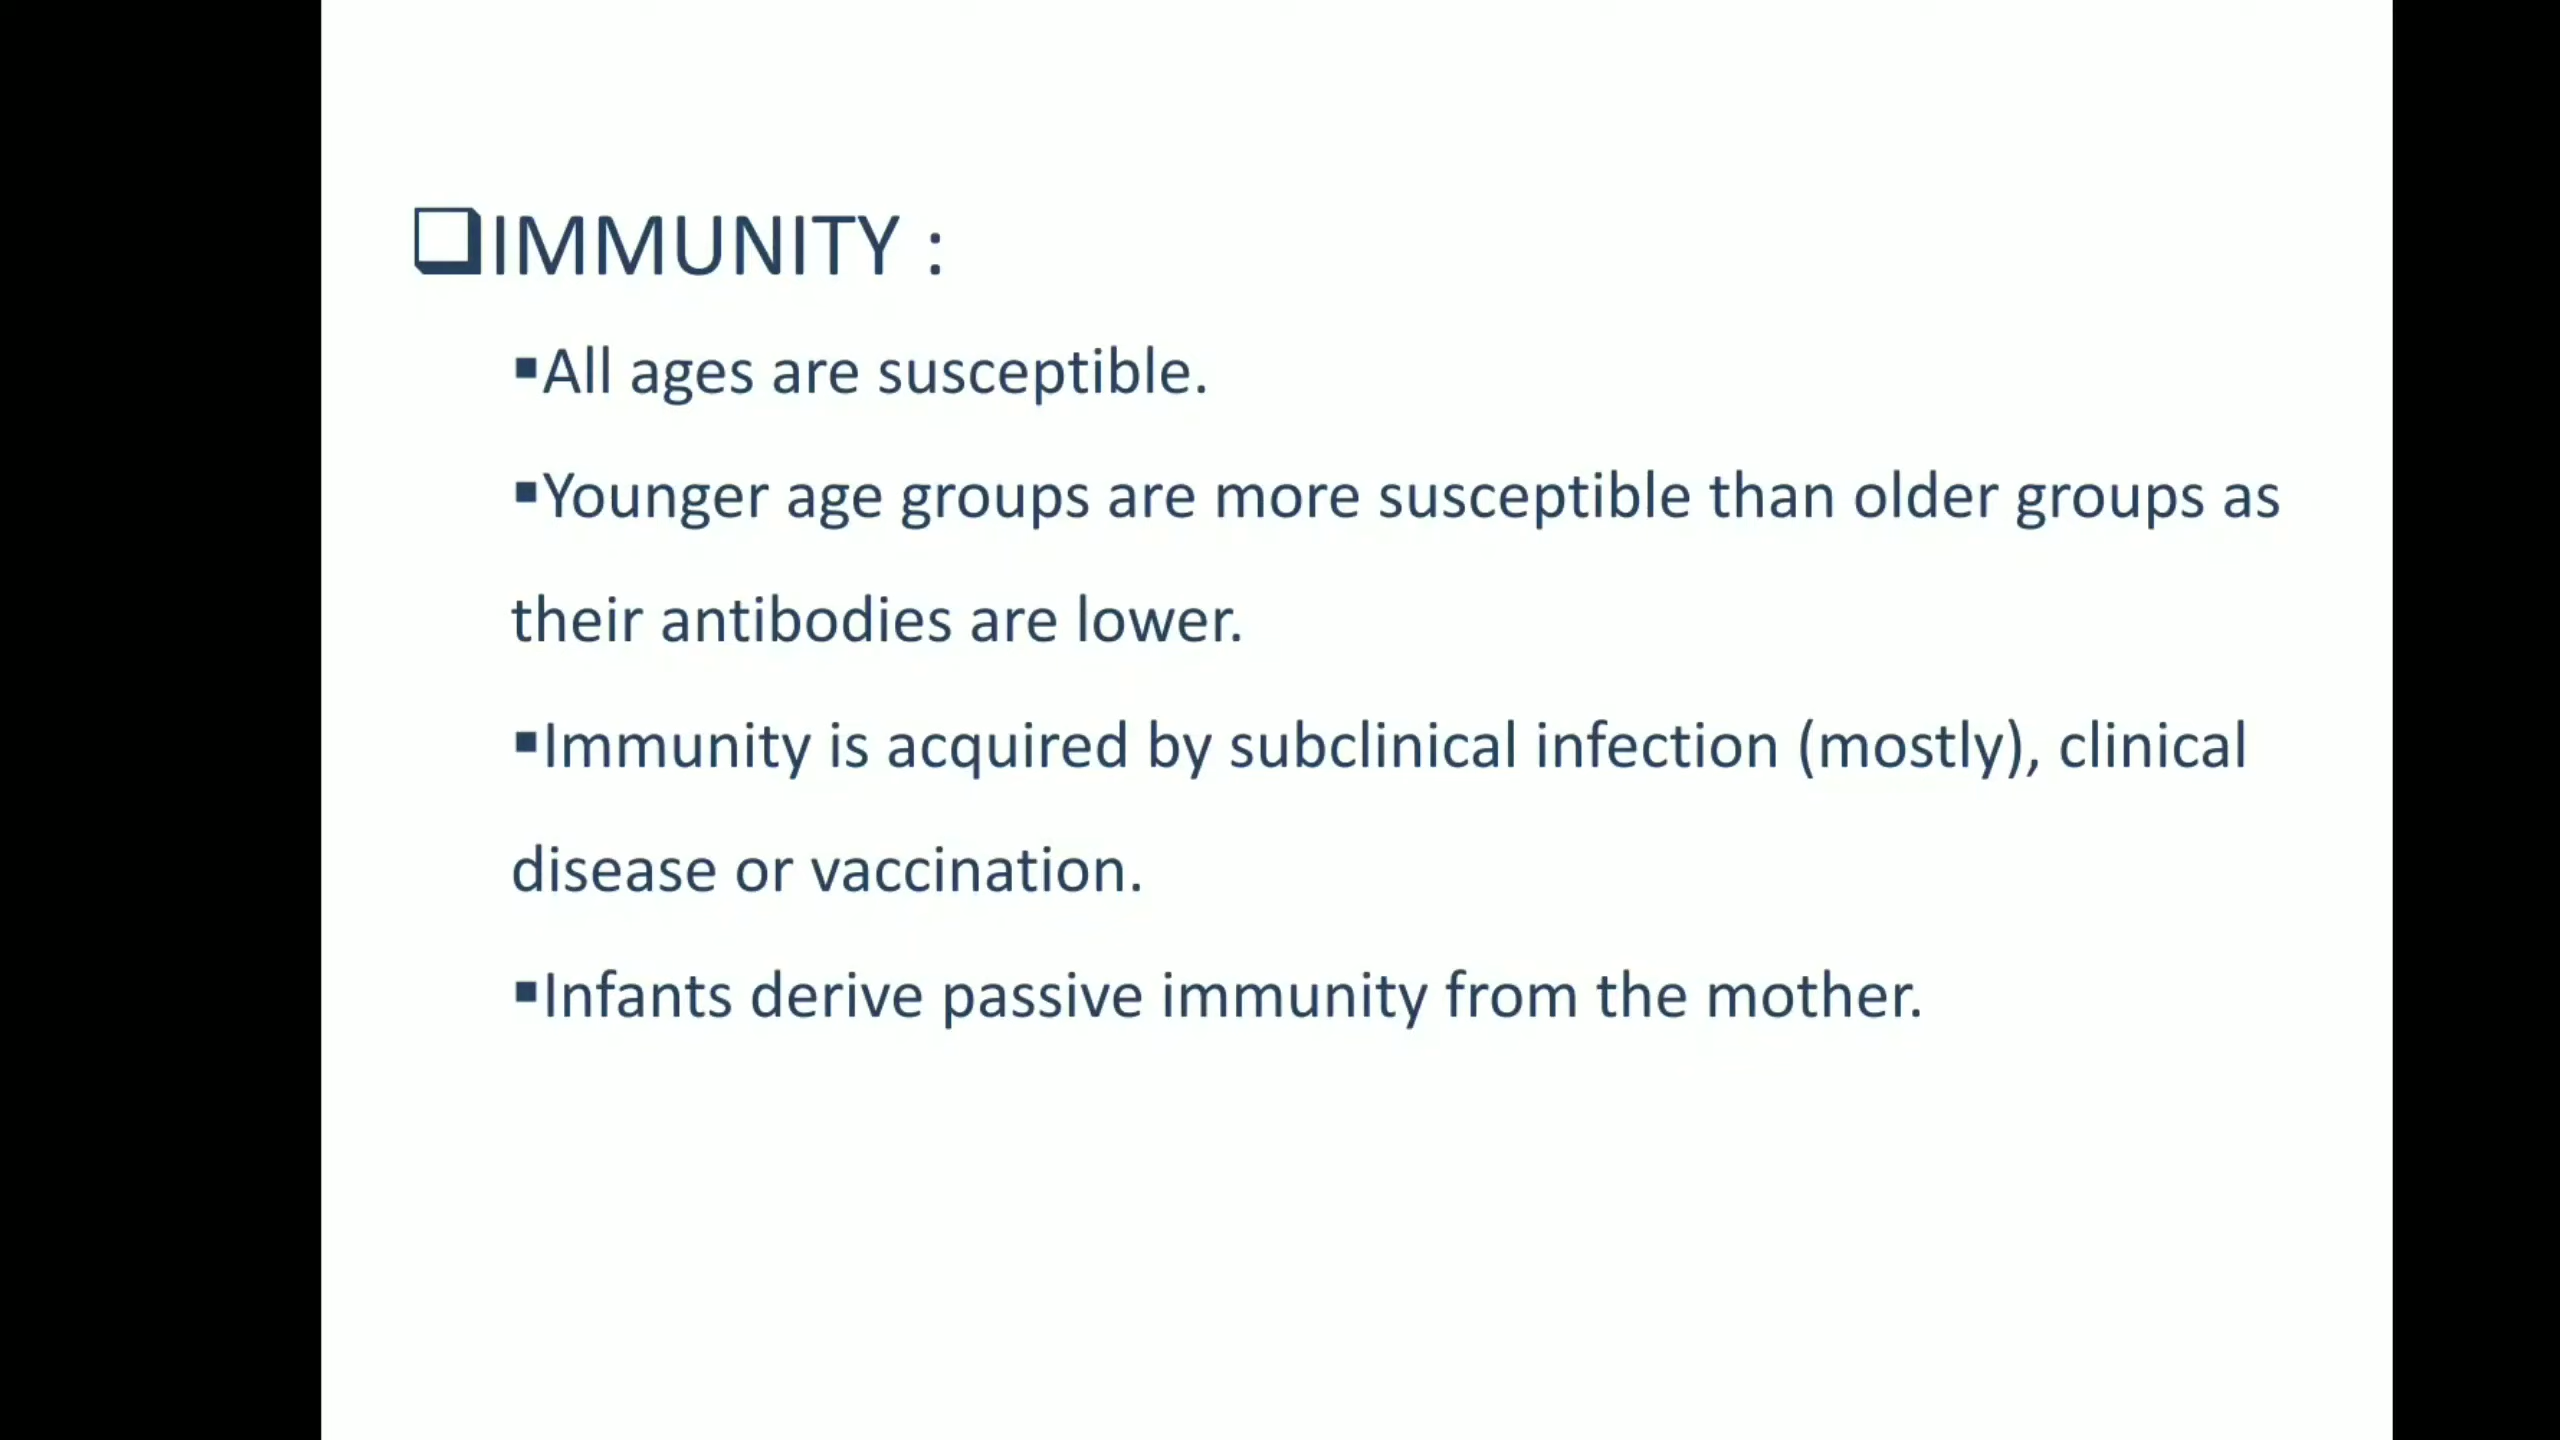 ❑IMMUNITY :
▪All ages are susceptible.
▪Younger age groups are more susceptible than older groups as
their antibodies are lower.
▪Immunity is acquired by subclinical infection (mostly), clinical
disease or vaccination.
▪Infants derive passive immunity from the mother.